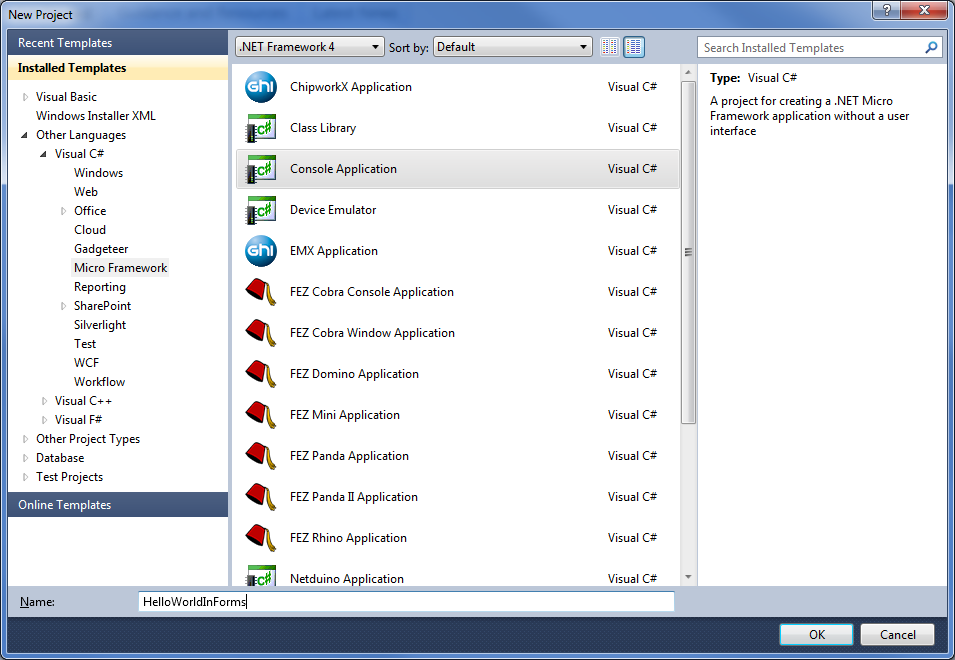 New Project
Recent Templates
.NET Framework 4 Sort by: Default
Search Installed Templates
Installed Templates
Visual Basic
Windows Installer XML
Other Languages
Visual C#
Windows
Web
Office
Cloud
Gadgeteer
Micro Framework
Reporting
SharePoint
Silverlight
Test
WCF
Workflow
Visual C++
Visual F#
Other Project Types
Database
Test Projects
Online Templates
GHI ChipworkX Application Visual C#
C# Class Library Visual C#
C# Console Application Visual C#
C# Device Emulator Visual C#
GHI EMX Application Visual C#
FEZ Cobra Console Application Visual C#
FEZ Cobra Window Application Visual C#
FEZ Domino Application Visual C#
FEZ Mini Application Visual C#
FEZ Panda Application Visual C#
FEZ Panda II Application Visual C#
FEZ Rhino Application Visual C#
C# Netduino Application Visual C#
Type: Visual C#
A project for creating a .NET Micro
Framework application without a user
interface
Name: HelloWorldInForms
OK Cancel